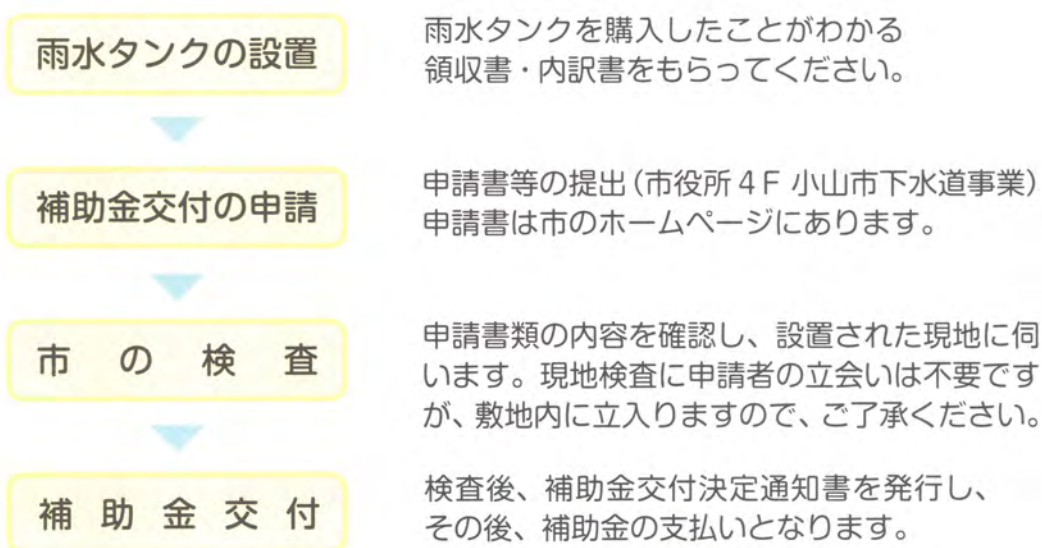 雨水タンクの設置
雨水タンクを購入したことがわかる
領収書・内訳書をもらってください。
補助金交付の申請
申請書等の提出(市役所4F 小山市下水道事業)
申請書は市のホームページにあります。
市の検査
申請書類の内容を確認し、設置された現地に伺
います。現地検査に申請者の立会いは不要です
が、敷地内に立入りますので、ご了承ください。
補助金交付
検査後、補助金交付決定通知書を発行し、
その後、補助金の支払いとなります。